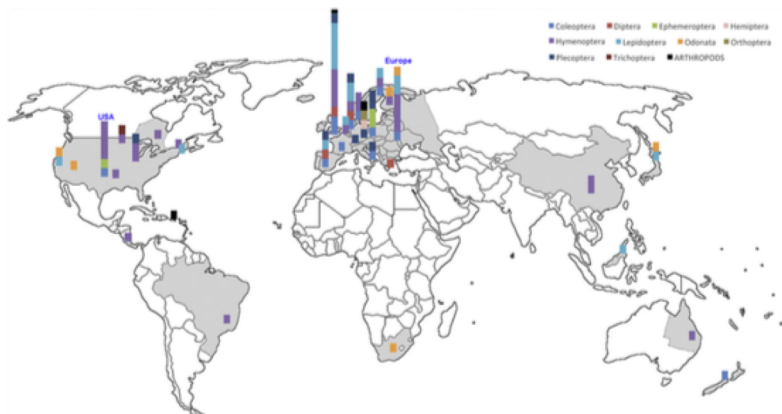 Coleoptera Diptera Ephemeroptera Hemiptera
Hymenoptera Lepidoptera Odonata Orthoptera
Plecoptera Trichoptera ARTHROPODS
Europe
USA